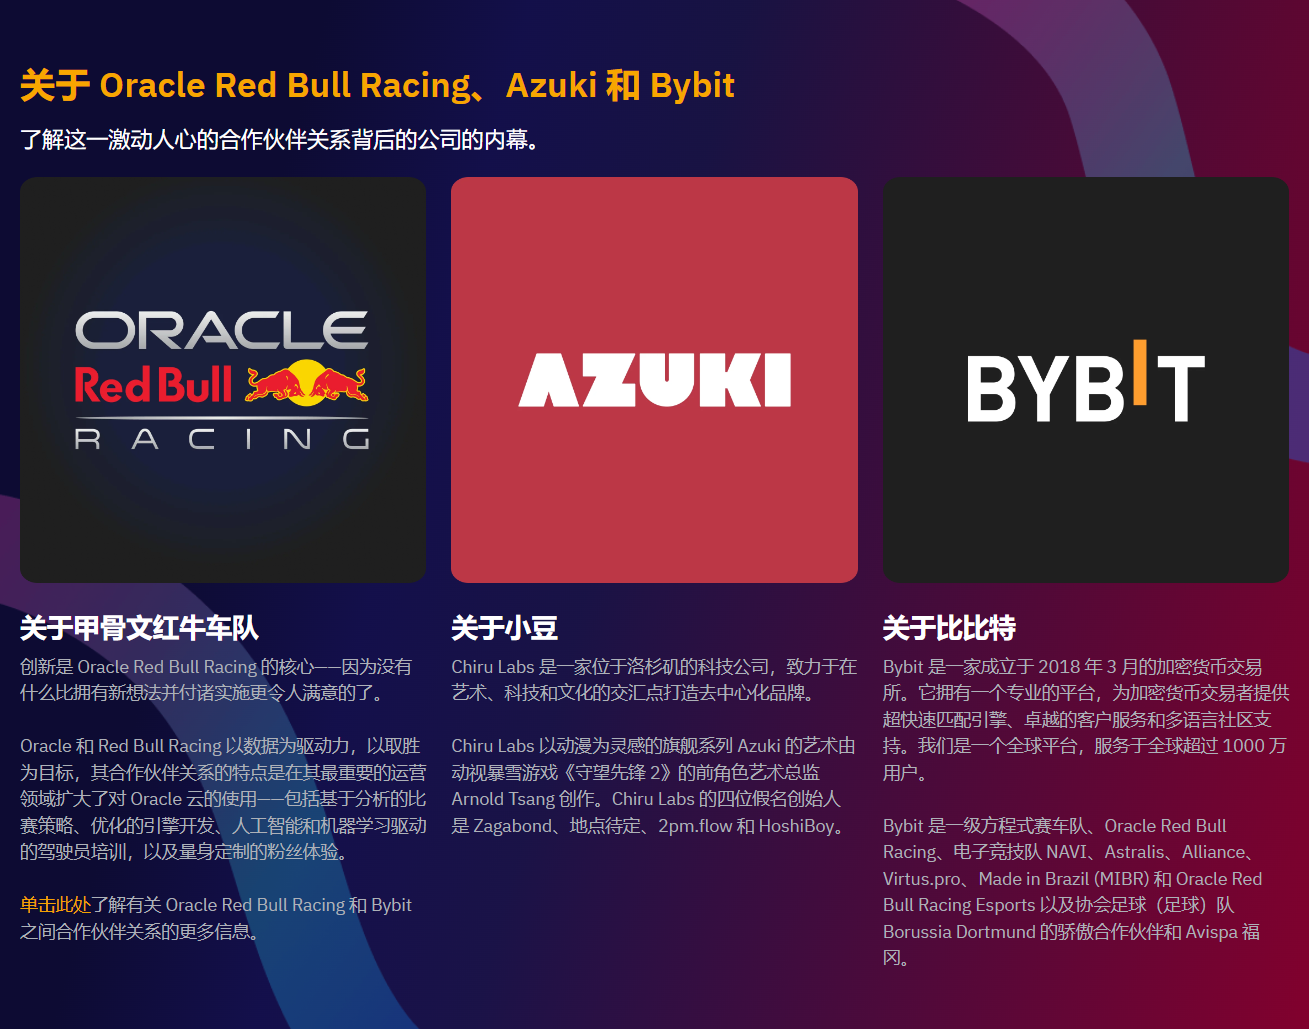 关于 Oracle Red Bull Racing、Azuki 和 Bybit
了解这一激动人心的合作伙伴关系背后的公司的内幕。
ORACLE
Red Bull
RACING
AZUKI
BYBIT
关于甲骨文红牛车队
创新是 Oracle Red Bull Racing 的核心——因为没有
什么比拥有新想法并付诸实施更令人满意的了。
Oracle 和 Red Bull Racing 以数据为驱动力，以取胜
为目标，其合作伙伴关系的特点是在其最重要的运营
领域扩大了对 Oracle 云的使用——包括基于分析的比
赛策略、优化的引擎开发、人工智能和机器学习驱动
的驾驶员培训，以及量身定制的粉丝体验。
单击此处了解有关 Oracle Red Bull Racing 和 Bybit
之间合作伙伴关系的更多信息。
关于小豆
Chiru Labs 是一家位于洛杉矶的科技公司，致力于在
艺术、科技和文化的交汇点打造去中心化品牌。
Chiru Labs 以动漫为灵感的旗舰系列 Azuki 的艺术由
动视暴雪游戏《守望先锋 2》的前角色艺术总监
Arnold Tsang 创作。Chiru Labs 的四位假名创始人
是 Zagabond、地点待定、2pm.flow 和 HoshiBoy。
关于比比特
Bybit 是一家成立于 2018 年 3 月的加密货币交易
所。它拥有一个专业的平台，为加密货币交易者提供
超快速匹配引擎、卓越的客户服务和多语言社区支
持。我们是一个全球平台，服务于全球超过 1000 万
用户。
Bybit 是一级方程式赛车队、Oracle Red Bull
Racing、电子竞技队 NAVI、Astralis、Alliance、
Virtus.pro、Made in Brazil (MIBR) 和 Oracle Red
Bull Racing Esports 以及协会足球（足球）队
Borussia Dortmund 的骄傲合作伙伴和 Avispa 福
冈。